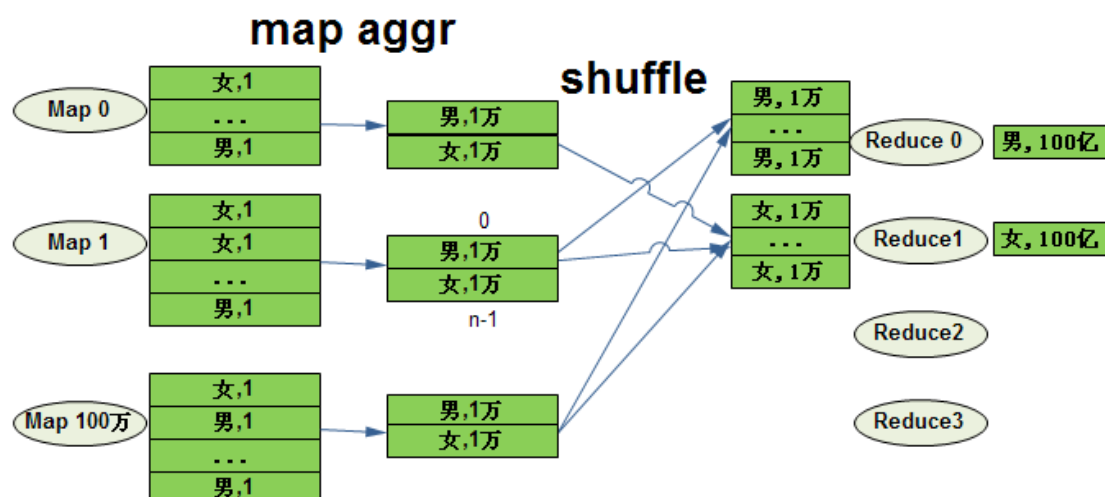 map aggr
shuffle
Map 0
女,1
...
男,1
男,1万
女,1万
男, 1万
...
男, 1万
Reduce 0
男, 100亿
Map 1
女,1
女,1
...
男,1
0
男,1万
女,1万
n-1
女, 1万
...
女, 1万
Reduce1
女, 100亿
Reduce2
Map 100万
女,1
男,1
...
男,1
男,1万
女,1万
Reduce3